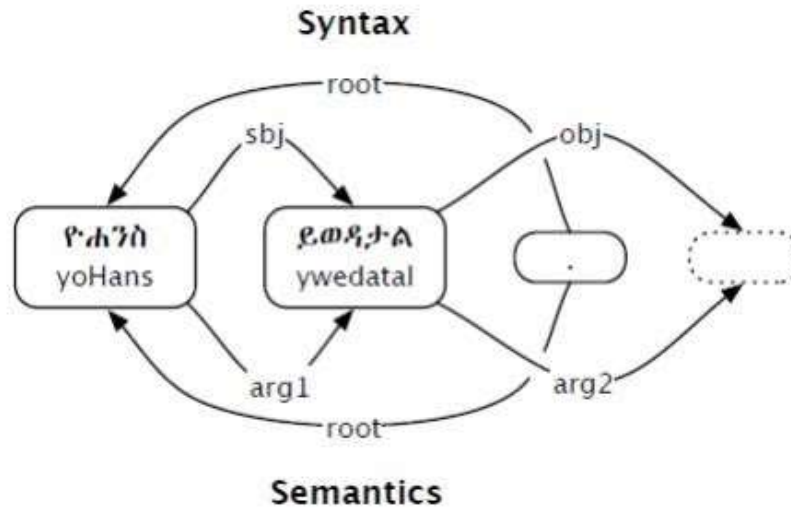 Syntax
root
sbj
obj
ዮሐንስ
yoHans
ይወዳታል
ywedatal
.
arg1
arg2
root
Semantics